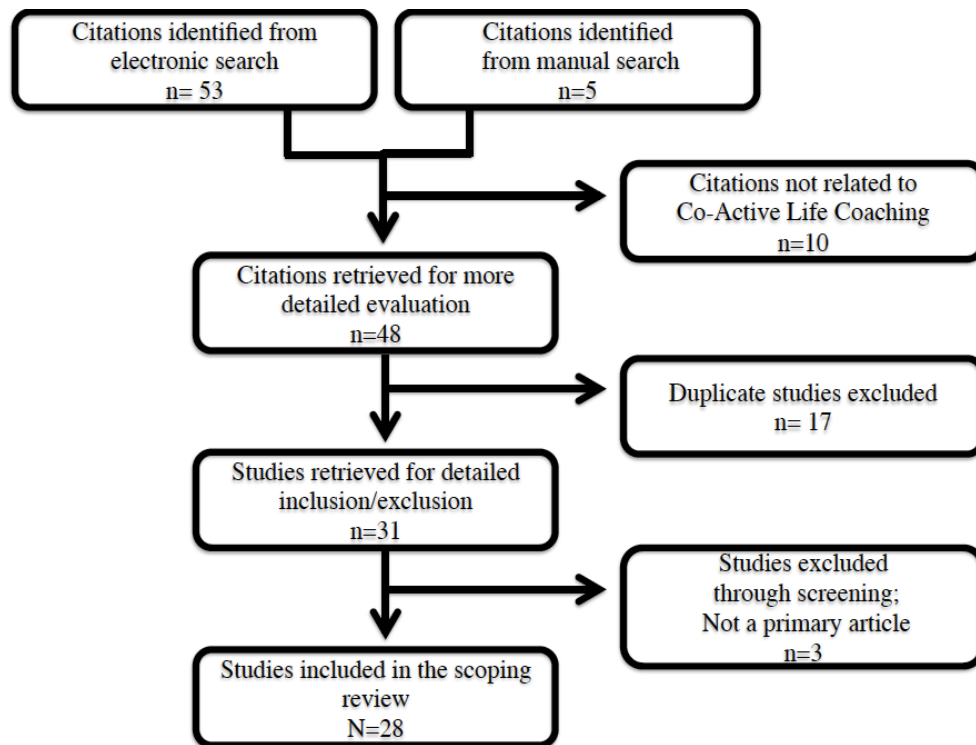 Citations identified from
electronic search
n= 53
Citations identified
from manual search
n=5
Citations not related to
Co-Active Life Coaching
n=10
Citations retrieved for more
detailed evaluation
n=48
Duplicate studies excluded
n= 17
Studies retrieved for detailed
inclusion/exclusion
n=31
Studies excluded
through screening;
Not a primary article
n=3
Studies included in the scoping
review
N=28